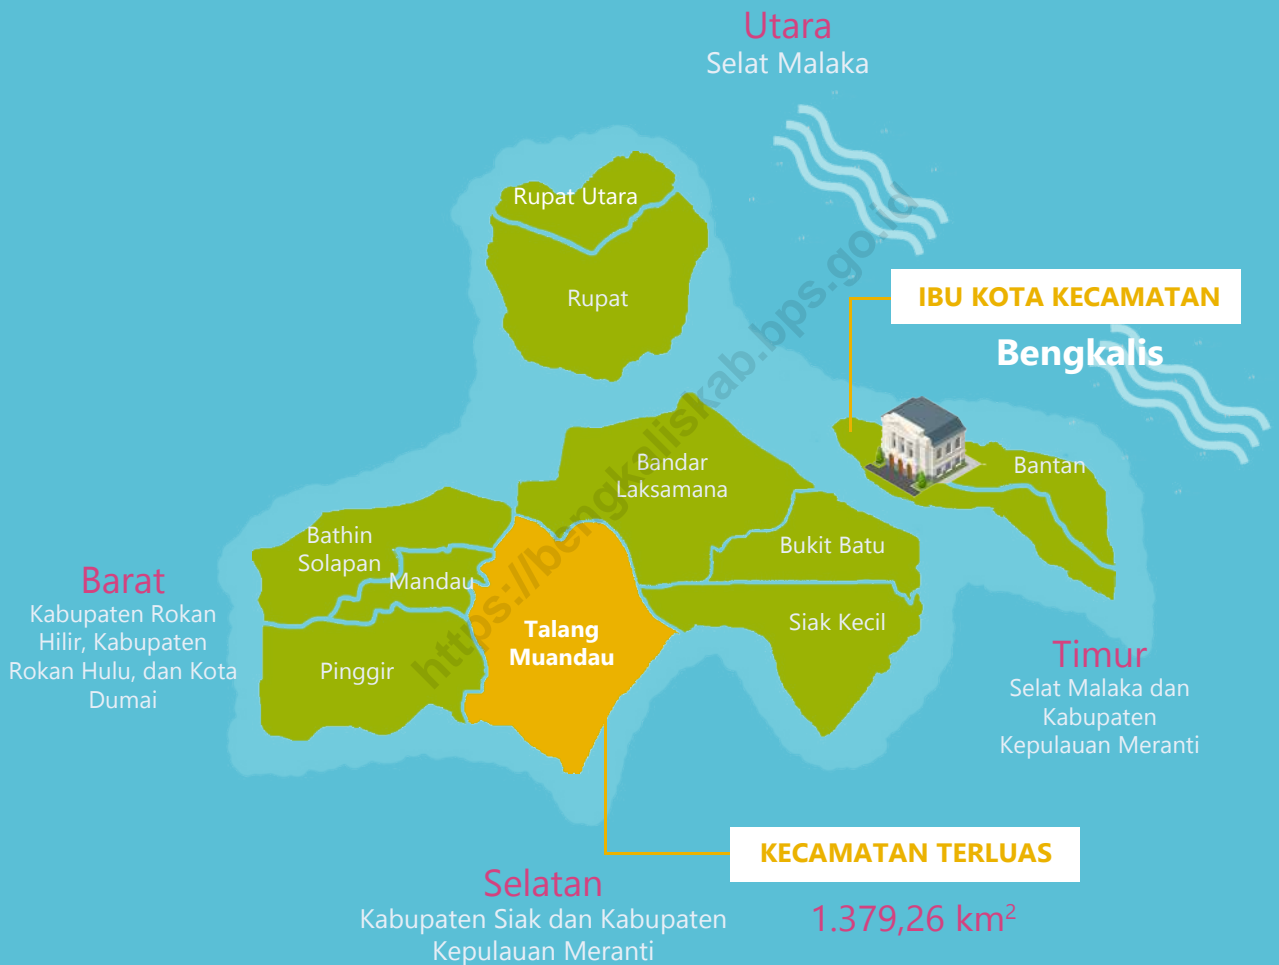 Utara
Selat Malaka
Rupat Utara
Rupat
IBU KOTA KECAMATAN
Bengkalis
Bandar
Laksamana
Bantan
Bathin
Solapan
Bukit Batu
Mandau
Barat
Kabupaten Rokan
Hilir, Kabupaten
Rokan Hulu, dan Kota
Dumai
Talang
Muandau
Siak Kecil
Pinggir
Timur
Selat Malaka dan
Kabupaten
Kepulauan Meranti
KECAMATAN TERLUAS
1.379,26 km²
Selatan
Kabupaten Siak dan Kabupaten
Kepulauan Meranti
https://bengkaliskab.bps.go.id